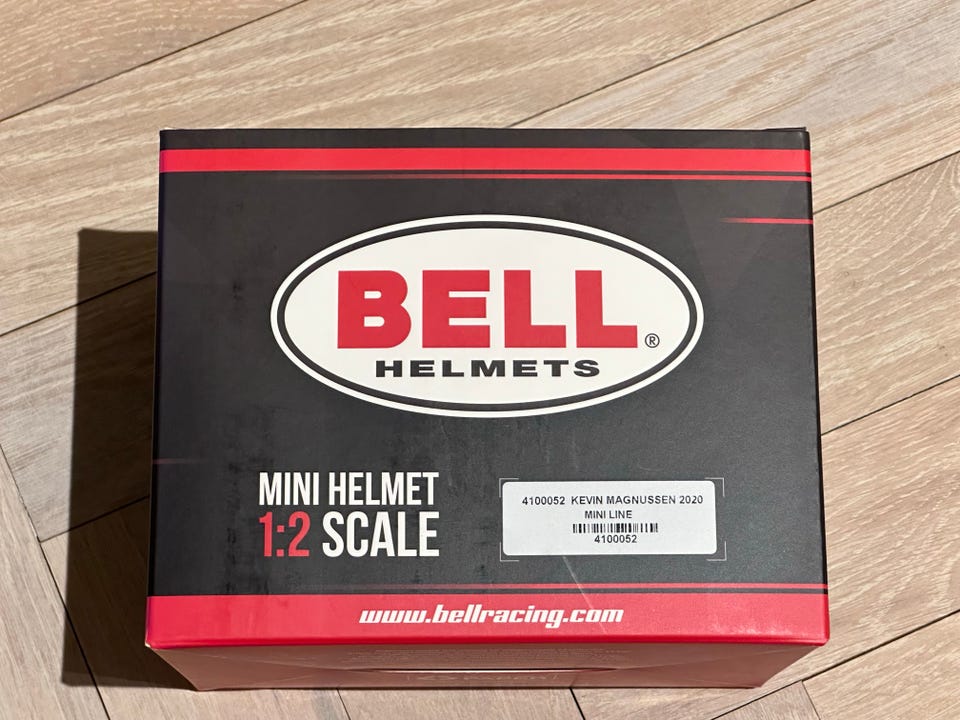 BELL®
HELMETS
MINI HELMET
1:2 SCALE
4100052 KEVIN MAGNUSSEN 2020
MINI LINE
4100052
www.bellracing.com